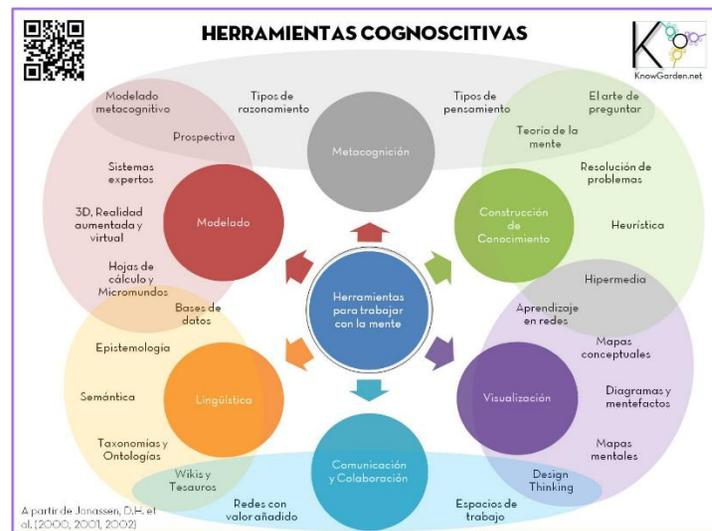 HERRAMIENTAS COGNOSCITIVAS
KnowGarden.net
Modelado
metacognitivo
Tipos de
razonamiento
Tipos de
pensamiento
El arte de
preguntar
Prospectiva
Metacognición
Teoría de la
mente
Sistemas
expertos
Resolución de
problemas
3D, Realidad
aumentada y
virtual
Modelado
Construcción
de
Conocimiento
Heurística
Hojas de
cálculo y
Micromundos
Hipermedia
Bases de
datos
Herramientas
para trabajar
con la mente
Aprendizaje
en redes
Epistemología
Mapas
conceptuales
Semántica
Lingüística
Visualización
Diagramas y
mentefactos
Taxonomías y
Ontologías
Mapas
mentales
Wikis y
Tesauros
Comunicación
y Colaboración
Design
Thinking
Redes con
valor añadido
Espacios de
trabajo
A partir de Jonassen, D.H. et
al. (2000, 2001, 2002)